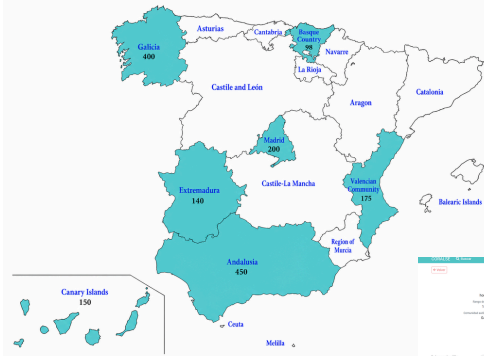 Asturias
Cantabria
Basque
Country
98
Galicia
400
Navarre
La Rioja
Castile and León
Catalonia
Aragon
Madrid
200
Extremadura
140
Castile-La Mancha
Valencian
Community
175
Balearic Islands
Region of
Murcia
Andalusia
450
Canary Islands
150
Ceuta
Melilla